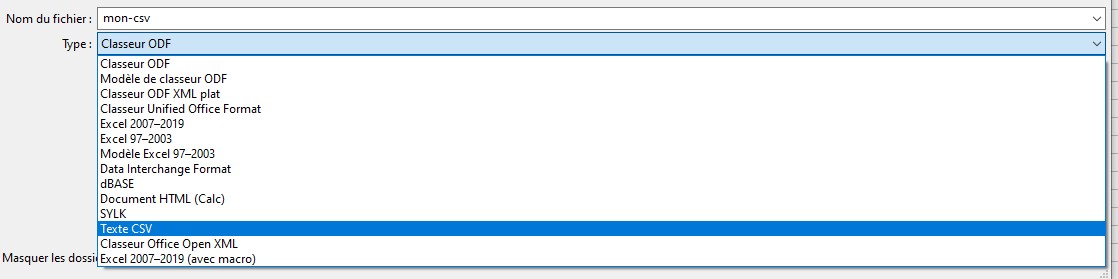 Nom du fichier : mon-csv
Type : Classeur ODF
Classeur ODF
Modèle de classeur ODF
Classeur ODF XML plat
Classeur Unified Office Format
Excel 2007–2019
Excel 97–2003
Modèle Excel 97–2003
Data Interchange Format
dBASE
Document HTML (Calc)
SYLK
Texte CSV
Classeur Office Open XML
Masquer les dossi Excel 2007–2019 (avec macro)